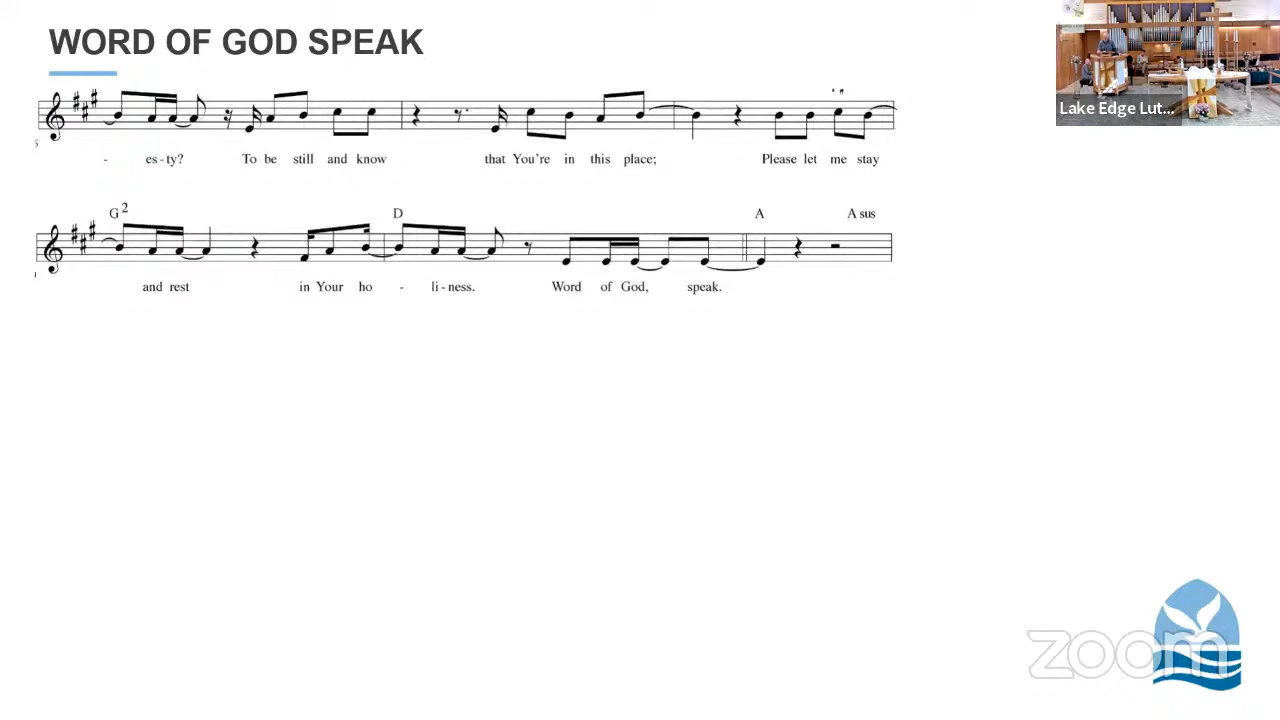 WORD OF GOD SPEAK
Lake Edge Lut...
- es-ty? To be still and know that You're in this place; Please let me stay
G2 D A A sus
and rest in Your ho - li-ness. Word of God, speak.
zoom